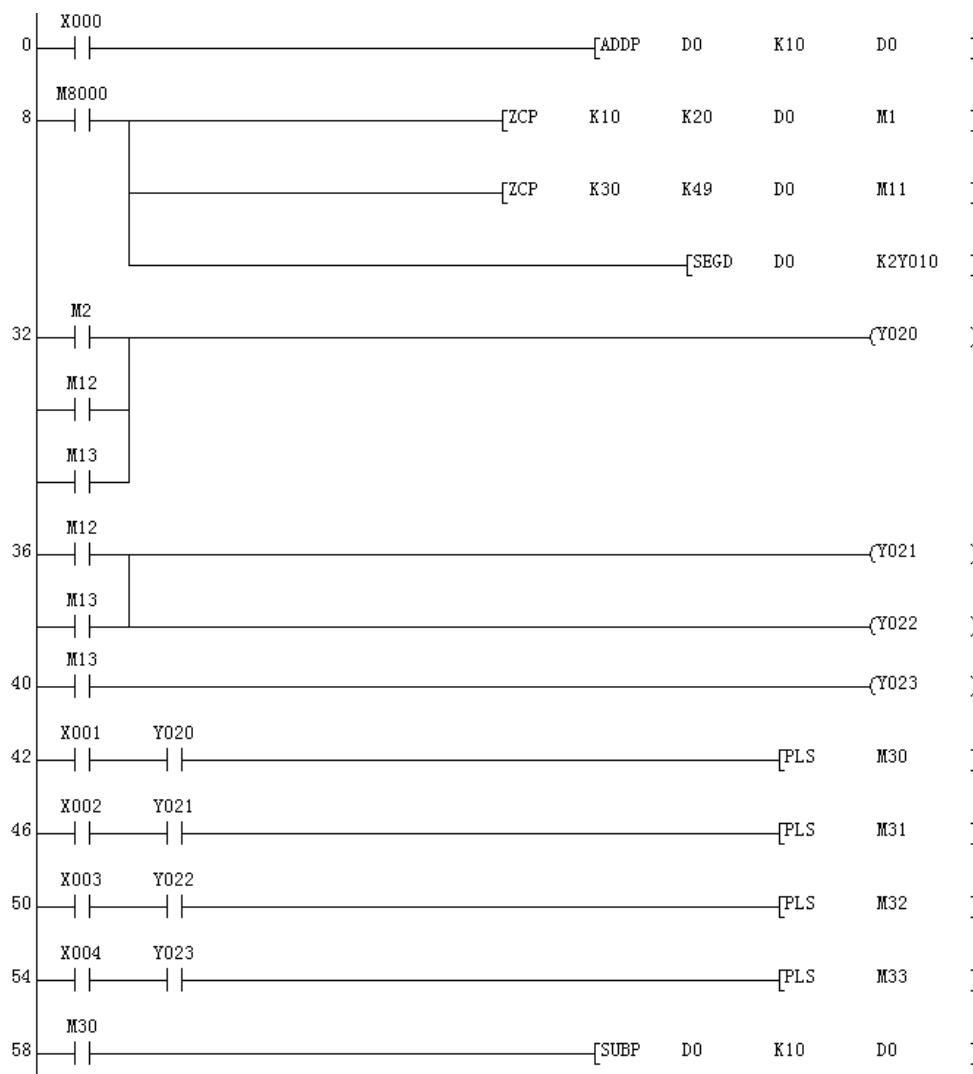 X000
0 [ADDP D0 K10 D0 ]
M8000
8 [ZCP K10 K20 D0 M1 ]
[ZCP K30 K49 D0 M11 ]
[SEGD D0 K2Y010 ]
M2
32 (Y020 )
M12
M13
M12
36 (Y021 )
M13
(Y022 )
M13
40 (Y023 )
X001 Y020
42 [PLS M30 ]
X002 Y021
46 [PLS M31 ]
X003 Y022
50 [PLS M32 ]
X004 Y023
54 [PLS M33 ]
M30
58 [SUBP D0 K10 D0 ]